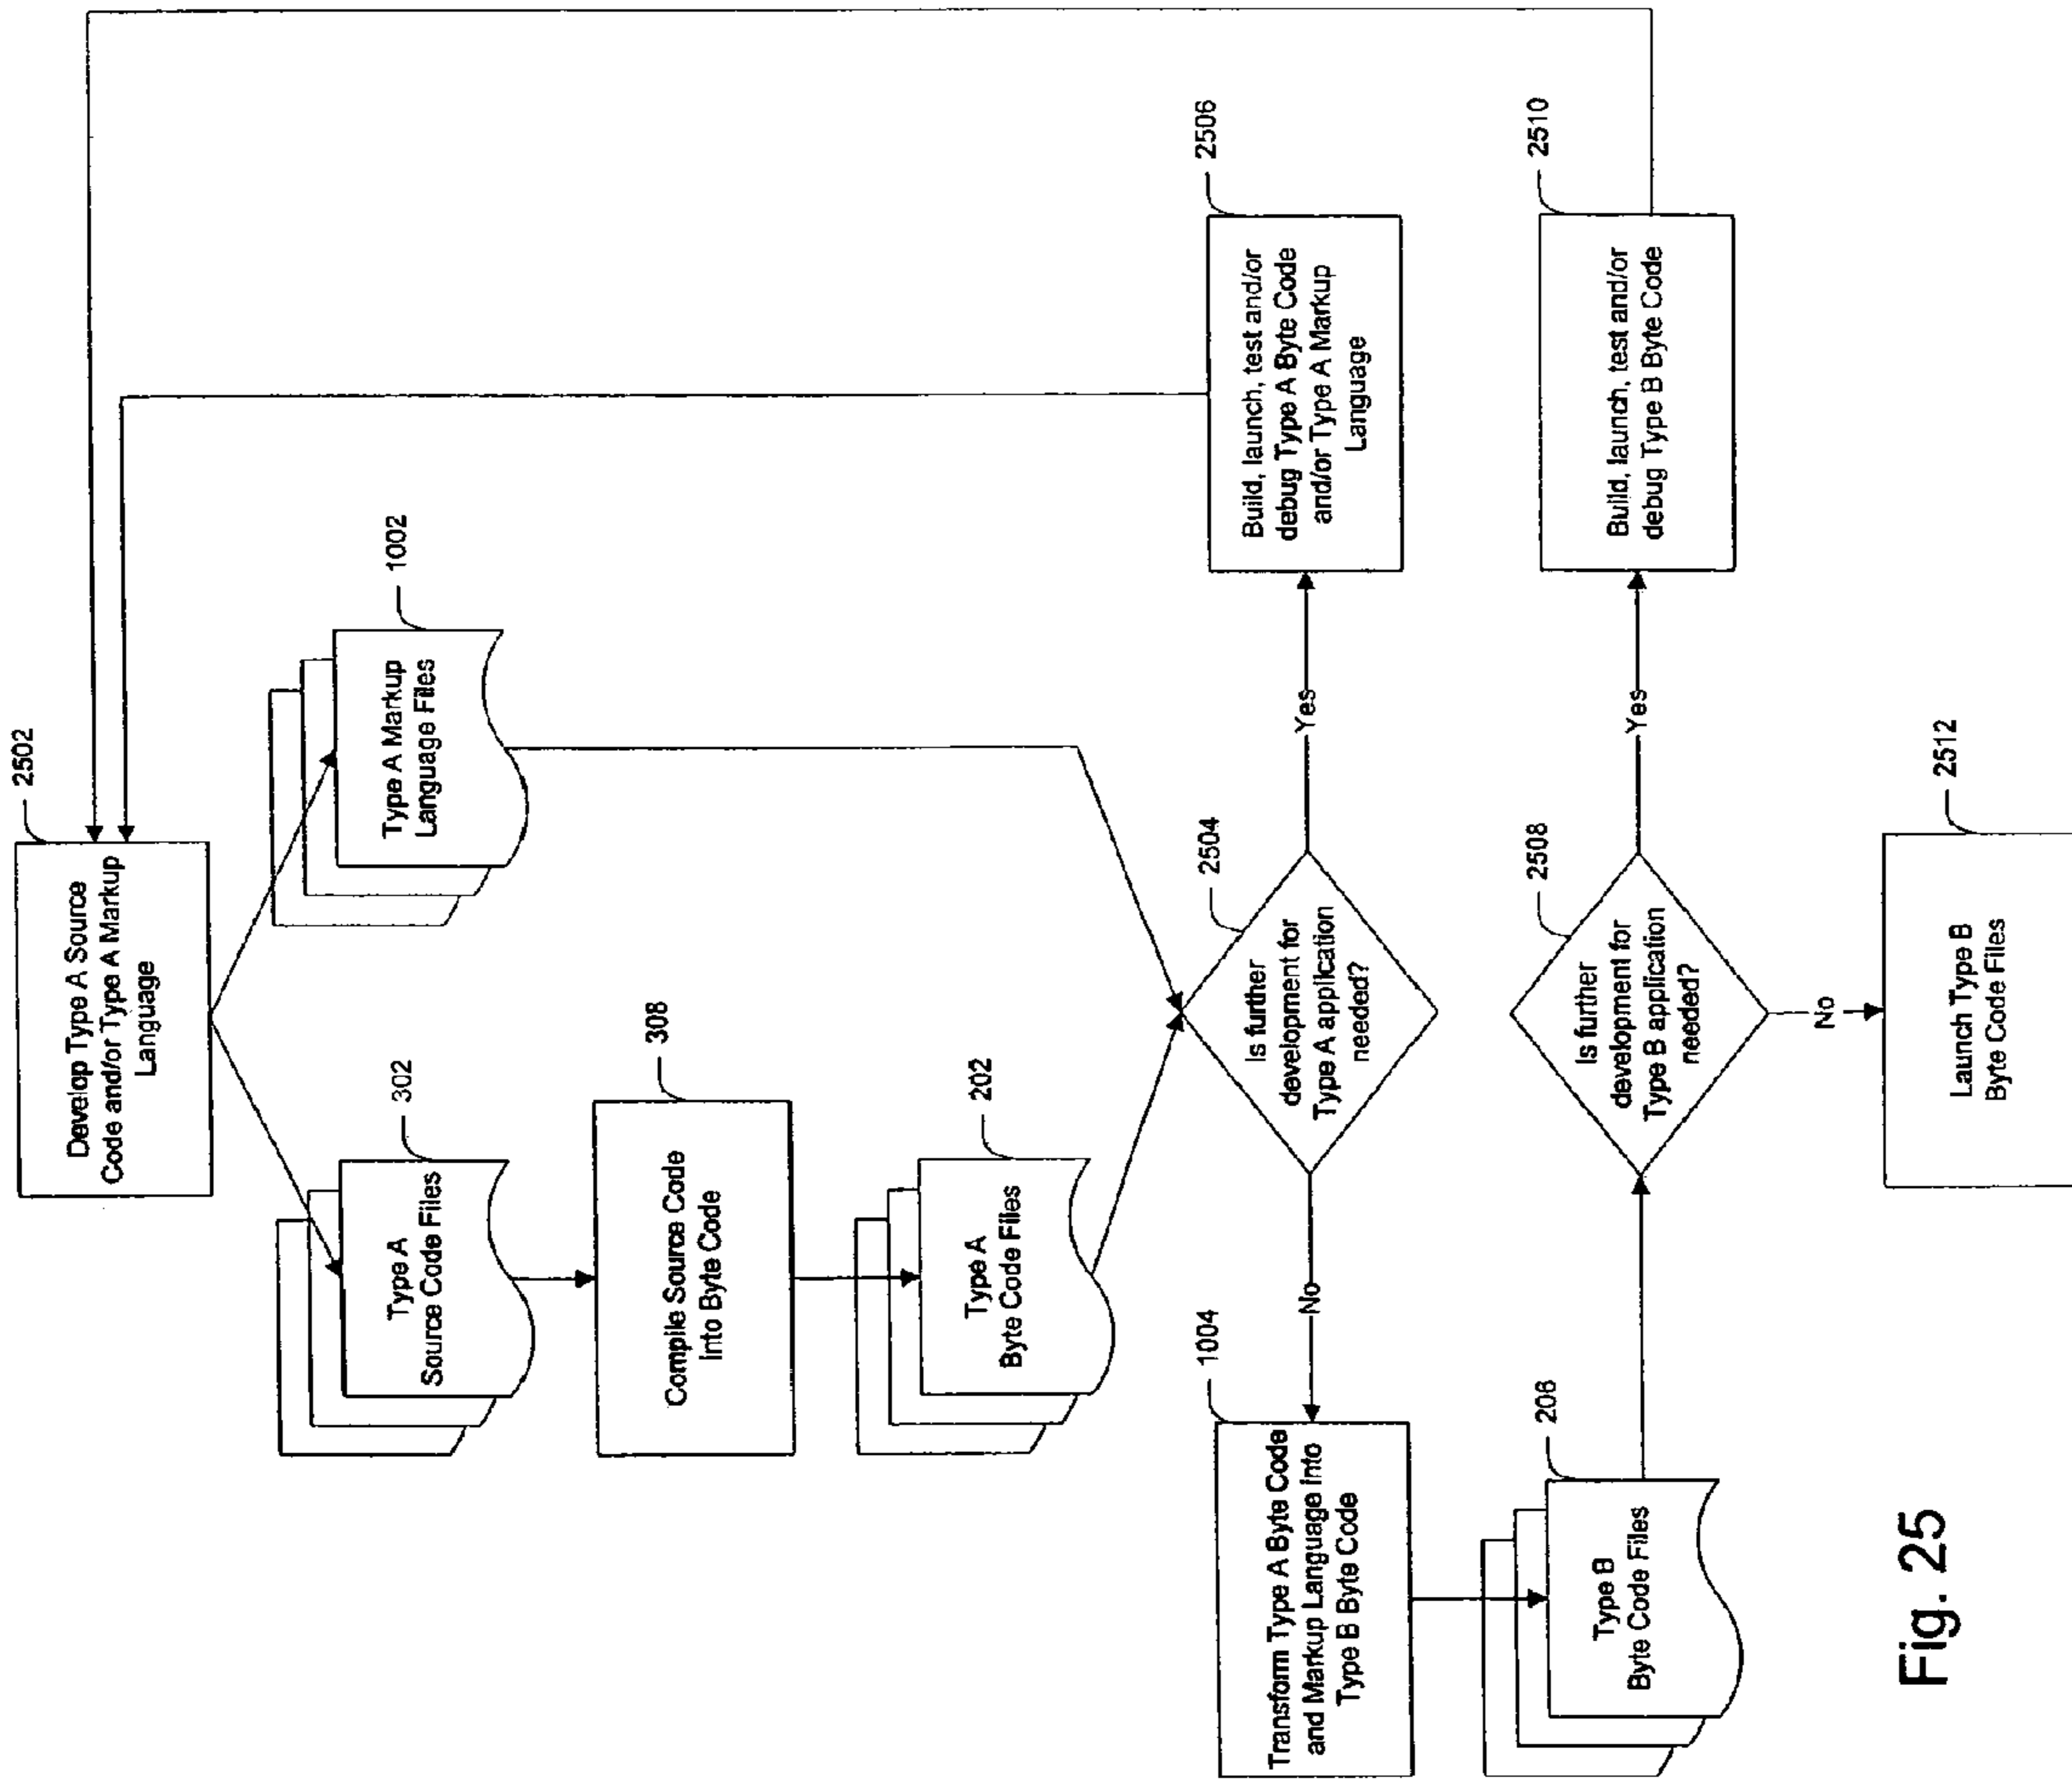 2502
Develop Type A Source
Code and/or Type A Markup
Language
302
Type A
Source Code Files
1002
Type A Markup
Language Files
308
Compile Source Code
into Byte Code
202
Type A
Byte Code Files
2504
Is further
development for
Type A application
needed?
Yes
2506
Build, launch, test and/or
debug Type A Byte Code
and/or Type A Markup
Language
No
1004
Transform Type A Byte Code
and Markup Language into
Type B Byte Code
206
Type B
Byte Code Files
2508
Is further
development for
Type B application
needed?
Yes
2510
Build, launch, test and/or
debug Type B Byte Code
No
2512
Launch Type B
Byte Code Files
Fig. 25